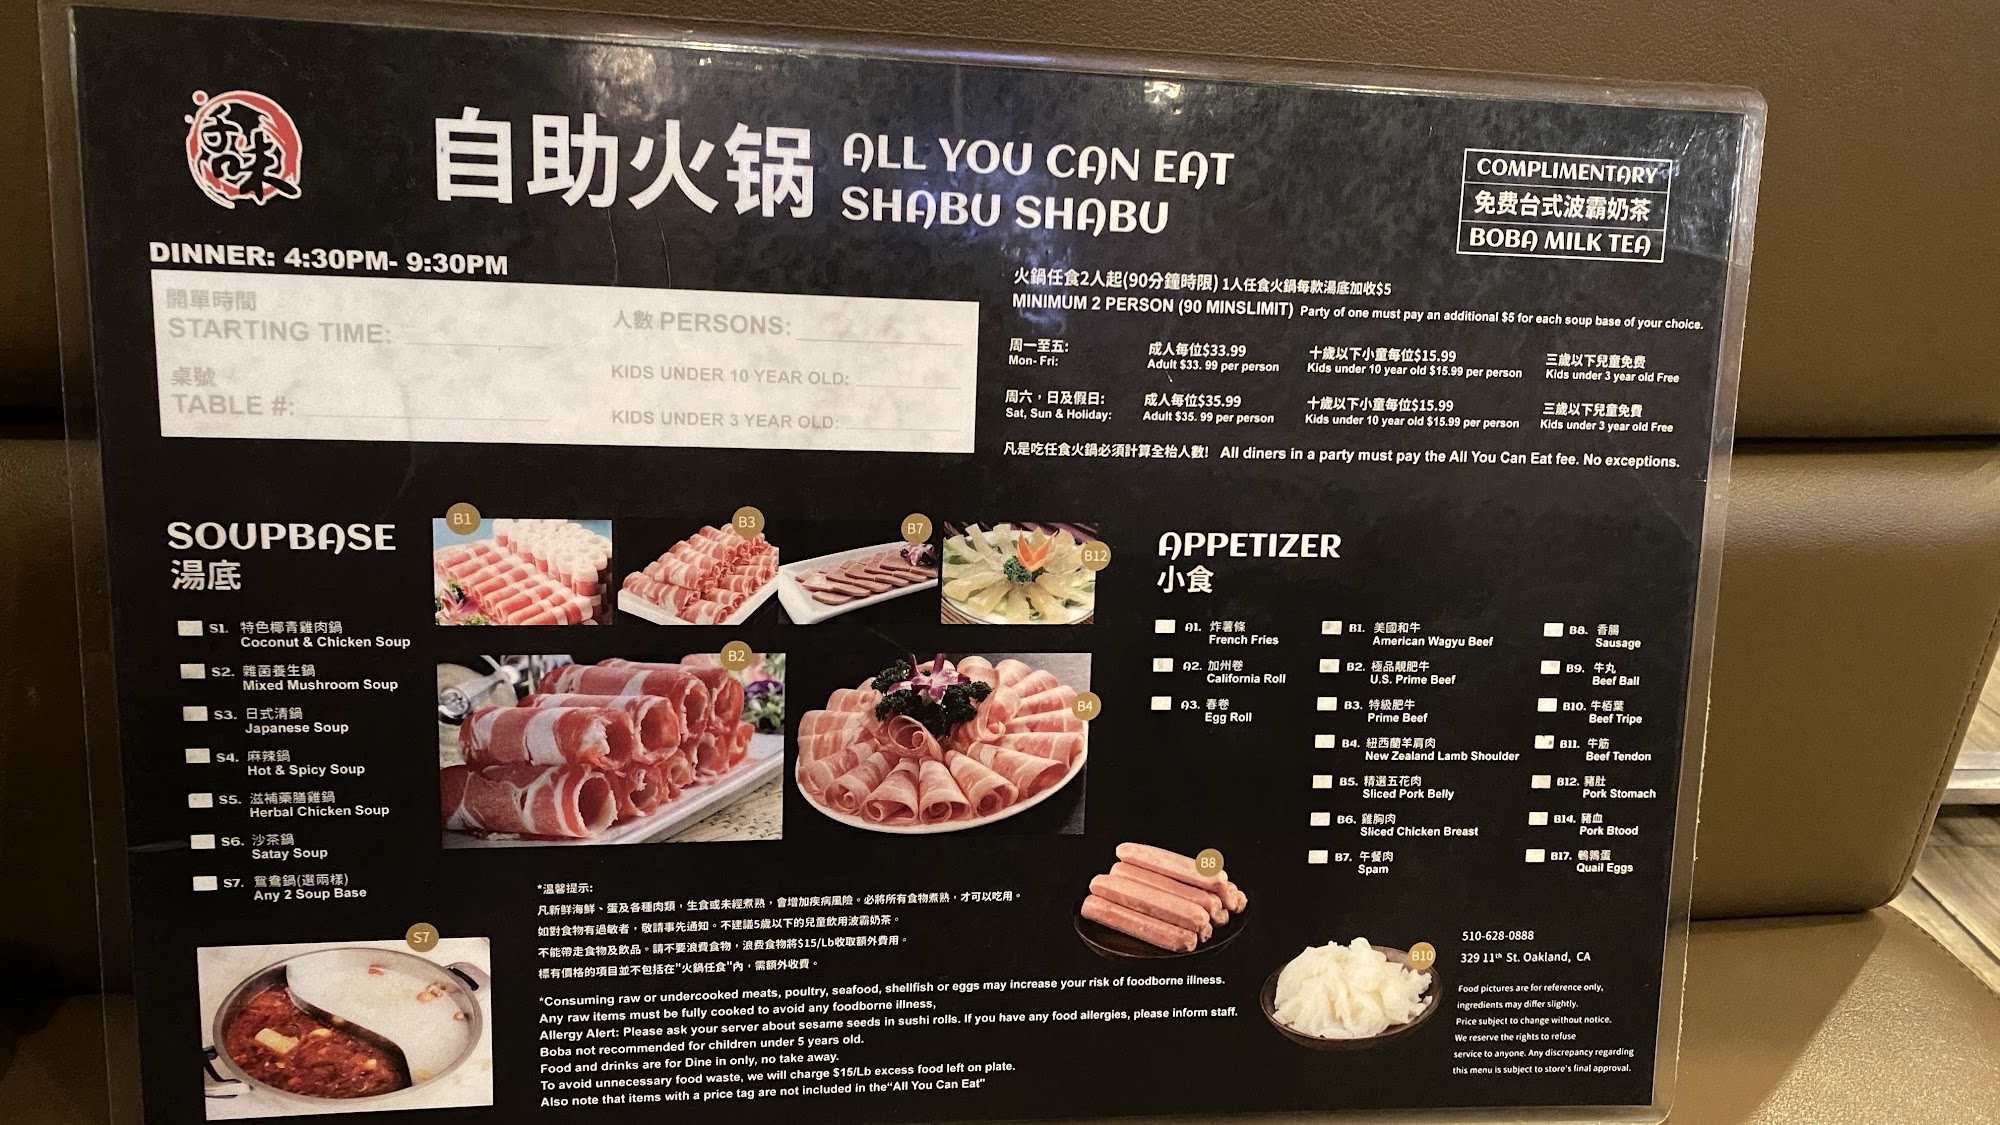 吾味
自助火锅
ALL YOU CAN EAT
SHABU SHABU
COMPLIMENTARY
免费台式波霸奶茶
BOBA MILK TEA
DINNER: 4:30PM- 9:30PM
開單時間
STARTING TIME:
人數 PERSONS:
KIDS UNDER 10 YEAR OLD:
桌號
TABLE #:
KIDS UNDER 3 YEAR OLD:
火鍋任食2人起(90分鐘時限) 1人任食火鍋每款湯底加收$5
MINIMUM 2 PERSON (90 MINSLIMIT) Party of one must pay an additional $5 for each soup base of your choice.
周一至五: 成人每位$33.99 十歲以下小童每位$15.99 三歲以下兒童免费
Mon- Fri: Adult $33. 99 per person Kids under 10 year old $15.99 per person Kids under 3 year old Free
周六，日及假日: 成人每位$35.99 十歲以下小童每位$15.99 三歲以下兒童免費
Sat, Sun & Holiday: Adult $35. 99 per person Kids under 10 year old $15.99 per person Kids under 3 year old Free
凡是吃任食火鍋必須計算全枱人數! All diners in a party must pay the All You Can Eat fee. No exceptions.
SOUPBASE
湯底
S1. 特色椰青雞肉鍋
Coconut & Chicken Soup
S2. 雜菌養生鍋
Mixed Mushroom Soup
S3. 日式清鍋
Japanese Soup
S4. 麻辣鍋
Hot & Spicy Soup
S5. 滋補藥膳雞鍋
Herbal Chicken Soup
S6. 沙茶鍋
Satay Soup
S7. 鴛鴦鍋(選兩樣)
Any 2 Soup Base
S7
B1
B3
B7
B12
B2
B4
APPETIZER
小食
A1. 炸薯條
French Fries
A2. 加州卷
California Roll
A3. 春卷
Egg Roll
B1. 美國和牛
American Wagyu Beef
B2. 極品靚肥牛
U.S. Prime Beef
B3. 特級肥牛
Prime Beef
B4. 紐西蘭羊肩肉
New Zealand Lamb Shoulder
B5. 精選五花肉
Sliced Pork Belly
B6. 雞胸肉
Sliced Chicken Breast
B7. 午餐肉
Spam
B8. 香腸
Sausage
B9. 牛丸
Beef Ball
B10. 牛栢葉
Beef Tripe
B11. 牛筋
Beef Tendon
B12. 豬肚
Pork Stomach
B14. 豬血
Pork Btood
B17. 鵪鶉蛋
Quail Eggs
B8
B10
*溫馨提示:
凡新鮮海鮮、蛋及各種肉類，生食或未經煮熟，會增加疾病風險。必將所有食物煮熟，才可以吃用。
如對食物有過敏者，敬請事先通知。不建議5歲以下的兒童飲用波霸奶茶。
不能帶走食物及飲品。請不要浪費食物，浪费食物將$15/Lb收取額外費用。
標有價格的項目並不包括在"火鍋任食"內，需額外收費。
*Consuming raw or undercooked meats, poultry, seafood, shellfish or eggs may increase your risk of foodborne illness.
Any raw items must be fully cooked to avoid any foodborne illness,
Allergy Alert: Please ask your server about sesame seeds in sushi rolls. If you have any food allergies, please inform staff.
Boba not recommended for children under 5 years old.
Food and drinks are for Dine in only, no take away.
To avoid unnecessary food waste, we will charge $15/Lb excess food left on plate.
Also note that items with a price tag are not included in the“All You Can Eat"
510-628-0888
329 11th St. Oakland, CA
Food pictures are for reference only,
ingredients may differ slightly.
Price subject to change without notice.
We reserve the rights to refuse
service to anyone. Any discrepancy regarding
this menu is subject to store's final approval.